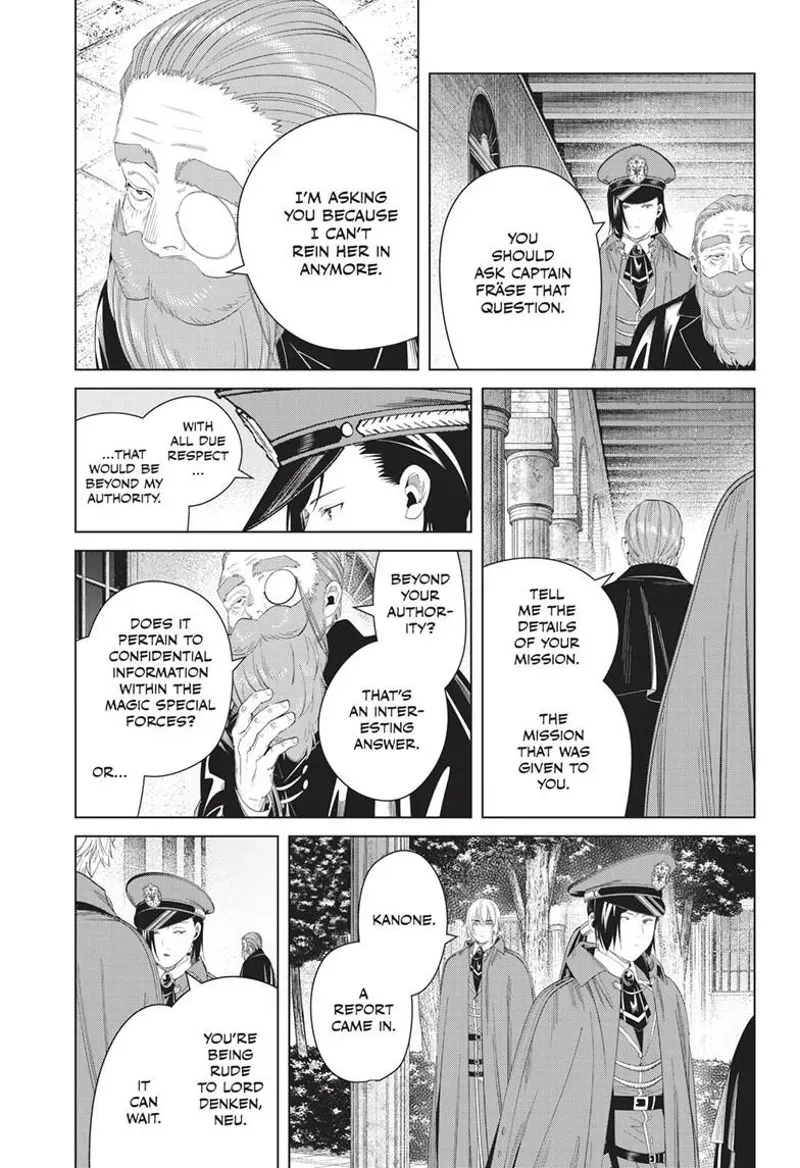 YOU
SHOULD
ASK CAPTAIN
FRÄSE THAT
QUESTION.
I'M ASKING
YOU BECAUSE
I CAN'T
REIN HER IN
ANYMORE.
TELL
ME THE
DETAILS
OF YOUR
MISSION.
THE
MISSION
THAT WAS
GIVEN TO
YOU.
WITH
ALL DUE
RESPECT
...
...THAT
WOULD BE
BEYOND MY
AUTHORITY.
BEYOND
YOUR
AUTHOR-
ITY?
THAT'S
AN INTER-
ESTING
ANSWER.
DOES IT
PERTAIN TO
CONFIDENTIAL
INFORMATION
WITHIN THE
MAGIC SPECIAL
FORCES?
OR...
KANONE.
A
REPORT
CAME IN.
YOU'RE
BEING
RUDE
TO LORD
DENKEN,
NEU.
IT
CAN
WAIT.